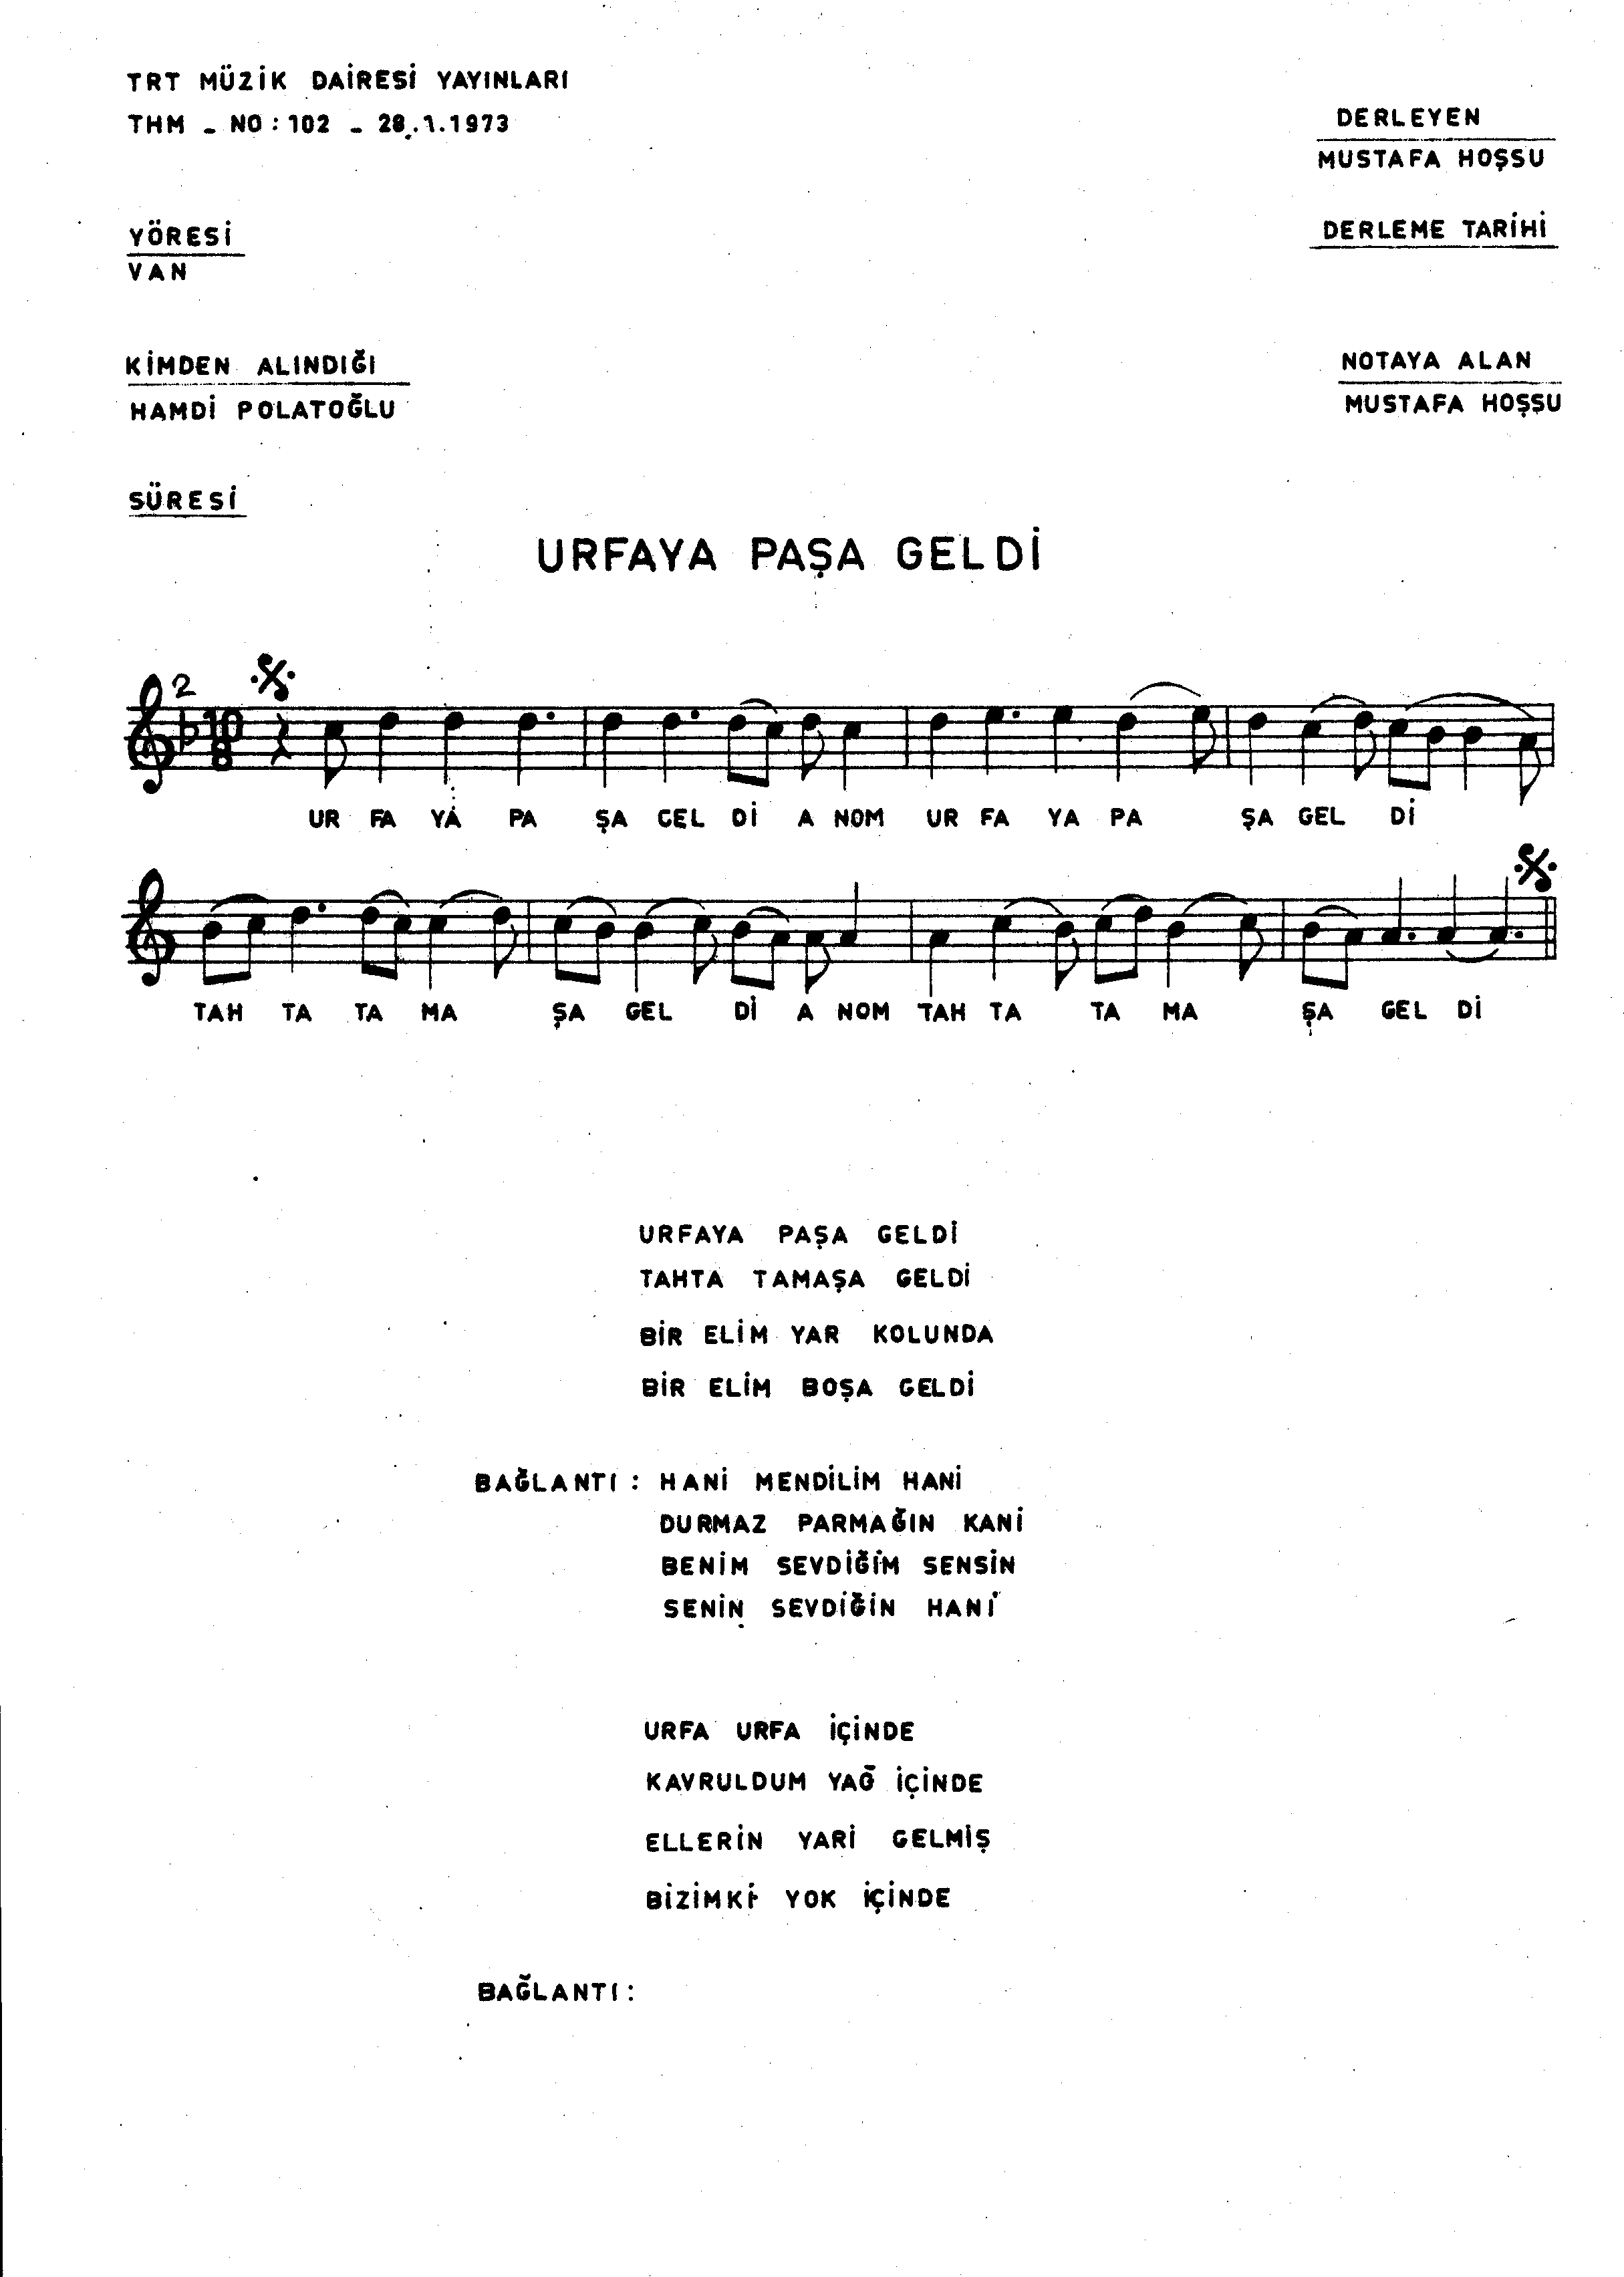 TRT MÜZİK DAİRESİ YAYINLARI
THM - NO : 102 - 28.1.1973
DERLEYEN
MUSTAFA HOŞSU
YÖRESİ
VAN
DERLEME TARİHİ
KİMDEN ALINDIĞI
HAMDİ POLATOĞLU
NOTAYA ALAN
MUSTAFA HOŞSU
SÜRESİ
URFAYA PAŞA GELDİ
2
10
8
UR FA YA PA ŞA GEL Dİ A NOM UR FA YA PA ŞA GEL Dİ
TAH TA TA MA ŞA GEL Dİ A NOM TAH TA TA MA ŞA GEL Dİ
URFAYA PAŞA GELDİ
TAHTA TAMAŞA GELDİ
BİR ELİM YAR KOLUNDA
BİR ELİM BOŞA GELDİ
BAĞLANTI : HANİ MENDİLİM HANİ
DURMAZ PARMAĞIN KANİ
BENİM SEVDİĞİM SENSİN
SENİN SEVDİĞİN HANİ
URFA URFA İÇİNDE
KAVRULDUM YAĞ İÇİNDE
ELLERİN YARİ GELMİŞ
BİZİMKİ YOK İÇİNDE
BAĞLANTI :